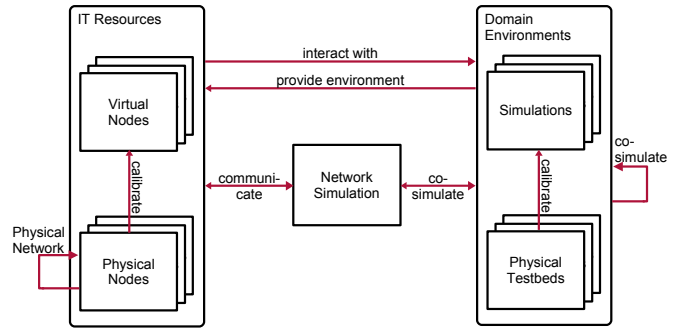 IT Resources
Domain
Environments
interact with
provide environment
Virtual
Nodes
Simulations
calibrate
communi-
cate
Network
Simulation
co-
simulate
calibrate
co-
simulate
Physical
Network
Physical
Nodes
Physical
Testbeds